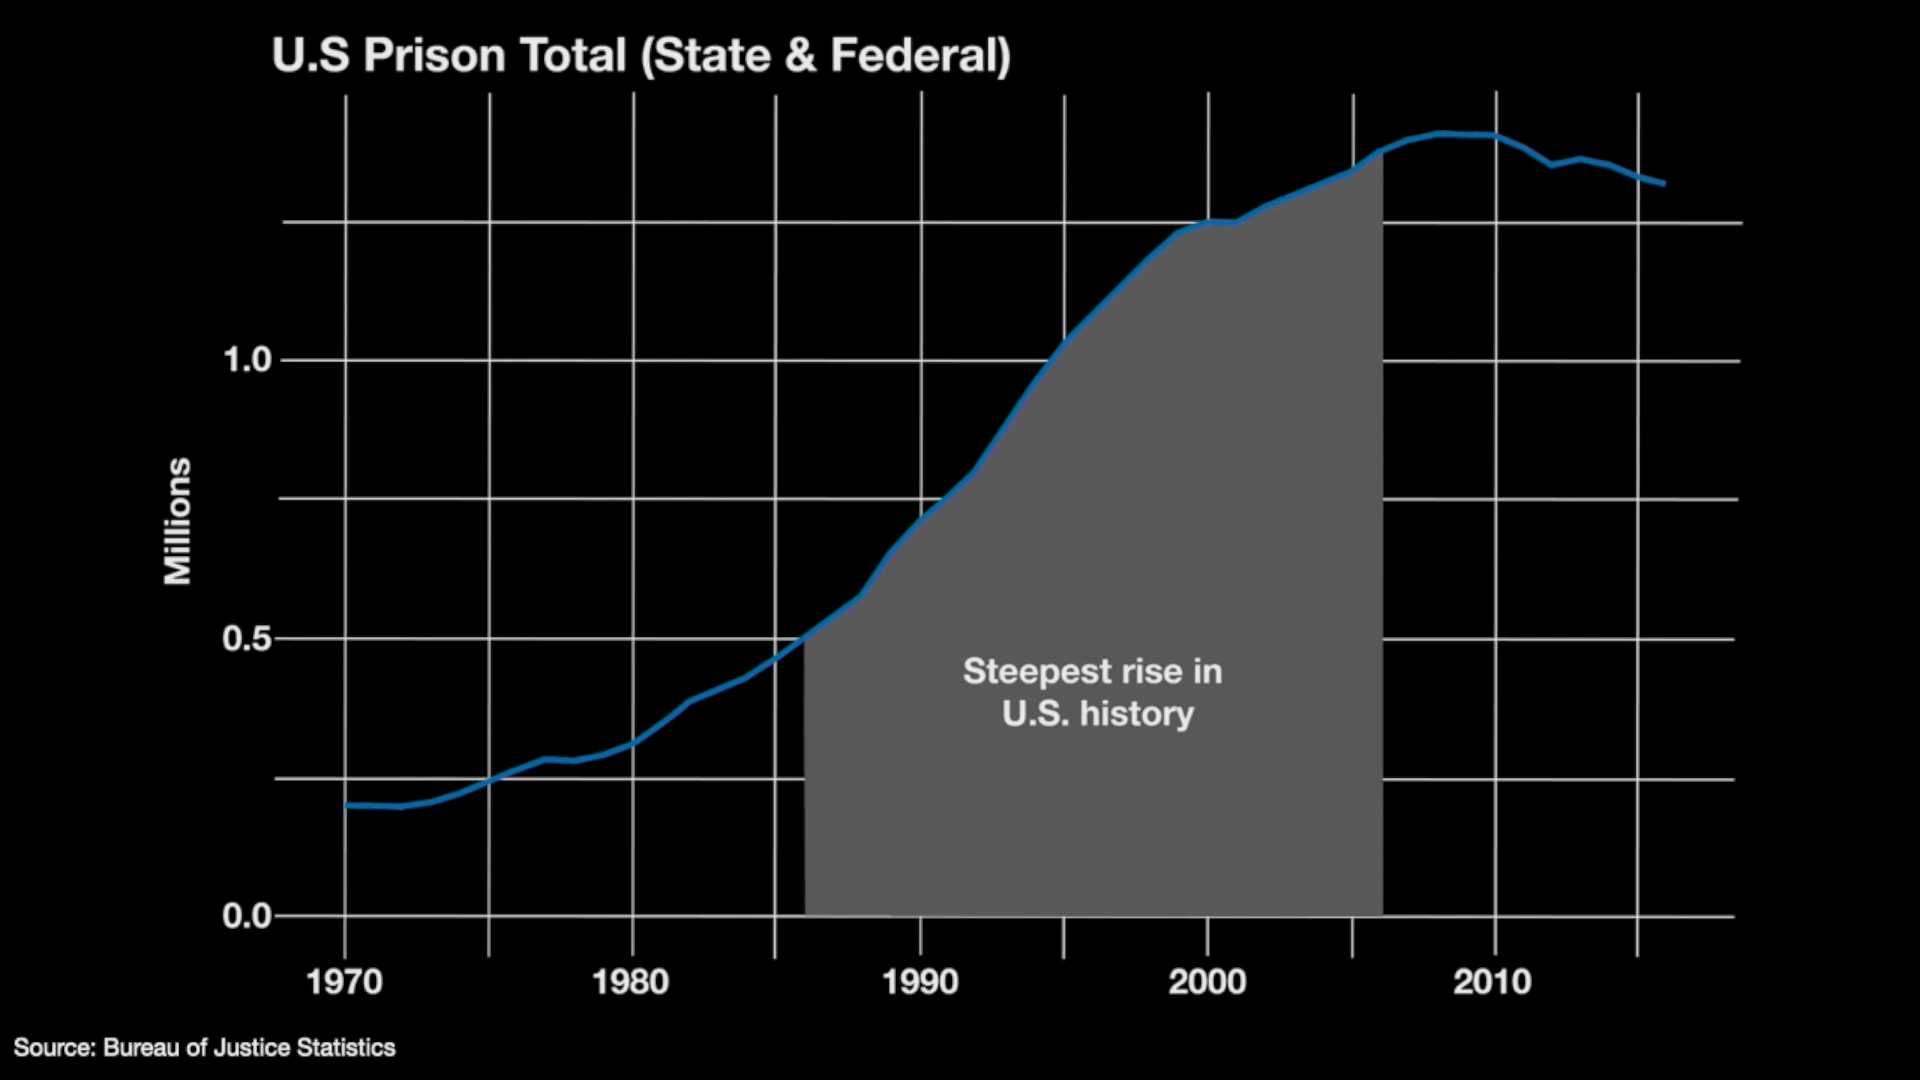 U.S Prison Total (State & Federal)
1.0
Millions
0.5
Steepest rise in
U.S. history
0.0
1970 1980 1990 2000 2010
Source: Bureau of Justice Statistics